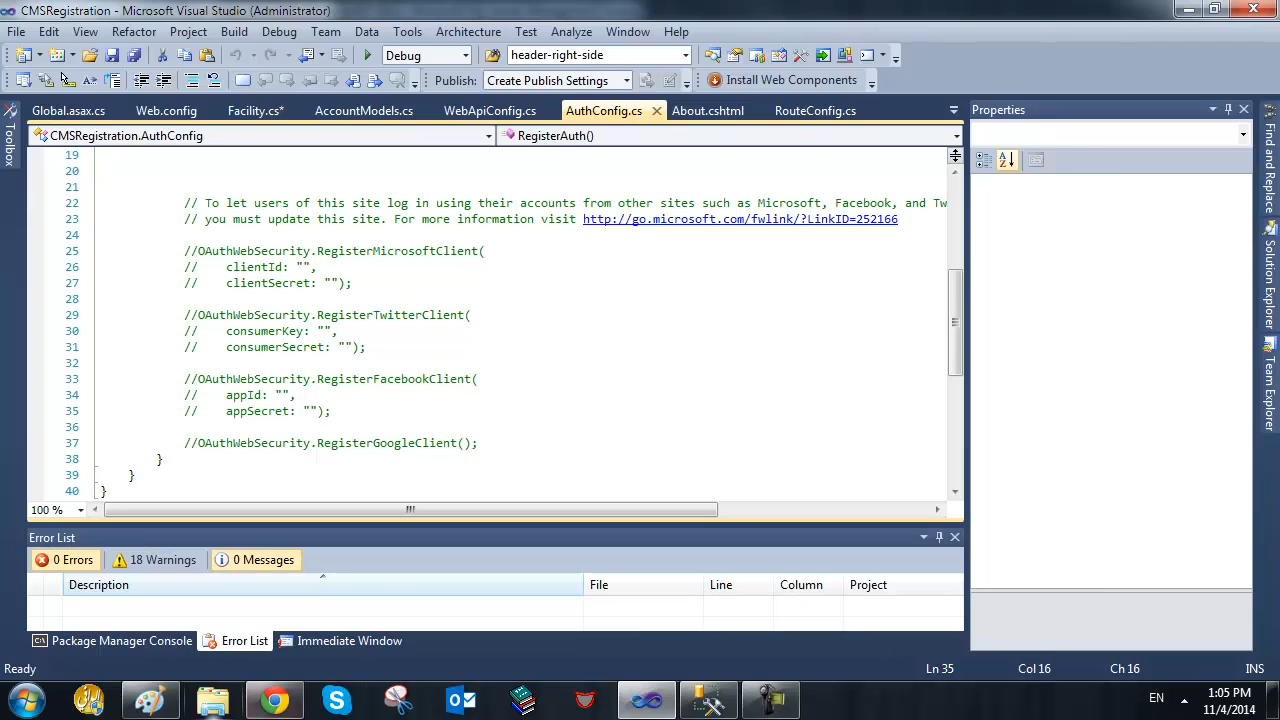 CMSRegistration - Microsoft Visual Studio (Administrator)
File Edit View Refactor Project Build Debug Team Data Tools Architecture Test Analyze Window Help
Debug header-right-side
Publish: Create Publish Settings Install Web Components
Global.asax.cs Web.config Facility.cs* AccountModels.cs WebApiConfig.cs AuthConfig.cs About.cshtml RouteConfig.cs
Properties
Toolbox
CMSRegistration.AuthConfig RegisterAuth()
19
20
21
22 // To let users of this site log in using their accounts from other sites such as Microsoft, Facebook, and Tw
23 // you must update this site. For more information visit http://go.microsoft.com/fwlink/?LinkID=252166
24
25 //OAuthWebSecurity.RegisterMicrosoftClient(
26 // clientId: "",
27 // clientSecret: "");
28
29 //OAuthWebSecurity.RegisterTwitterClient(
30 // consumerKey: "",
31 // consumerSecret: "");
32
33 //OAuthWebSecurity.RegisterFacebookClient(
34 // appId: "",
35 // appSecret: "");
36
37 //OAuthWebSecurity.RegisterGoogleClient();
38 }
39 }
40 }
100 %
Find and Replace
Solution Explorer
Team Explorer
Error List
0 Errors 18 Warnings 0 Messages
Description File Line Column Project
Package Manager Console Error List Immediate Window
Ready Ln 35 Col 16 Ch 16 INS
EN 1:05 PM
11/4/2014